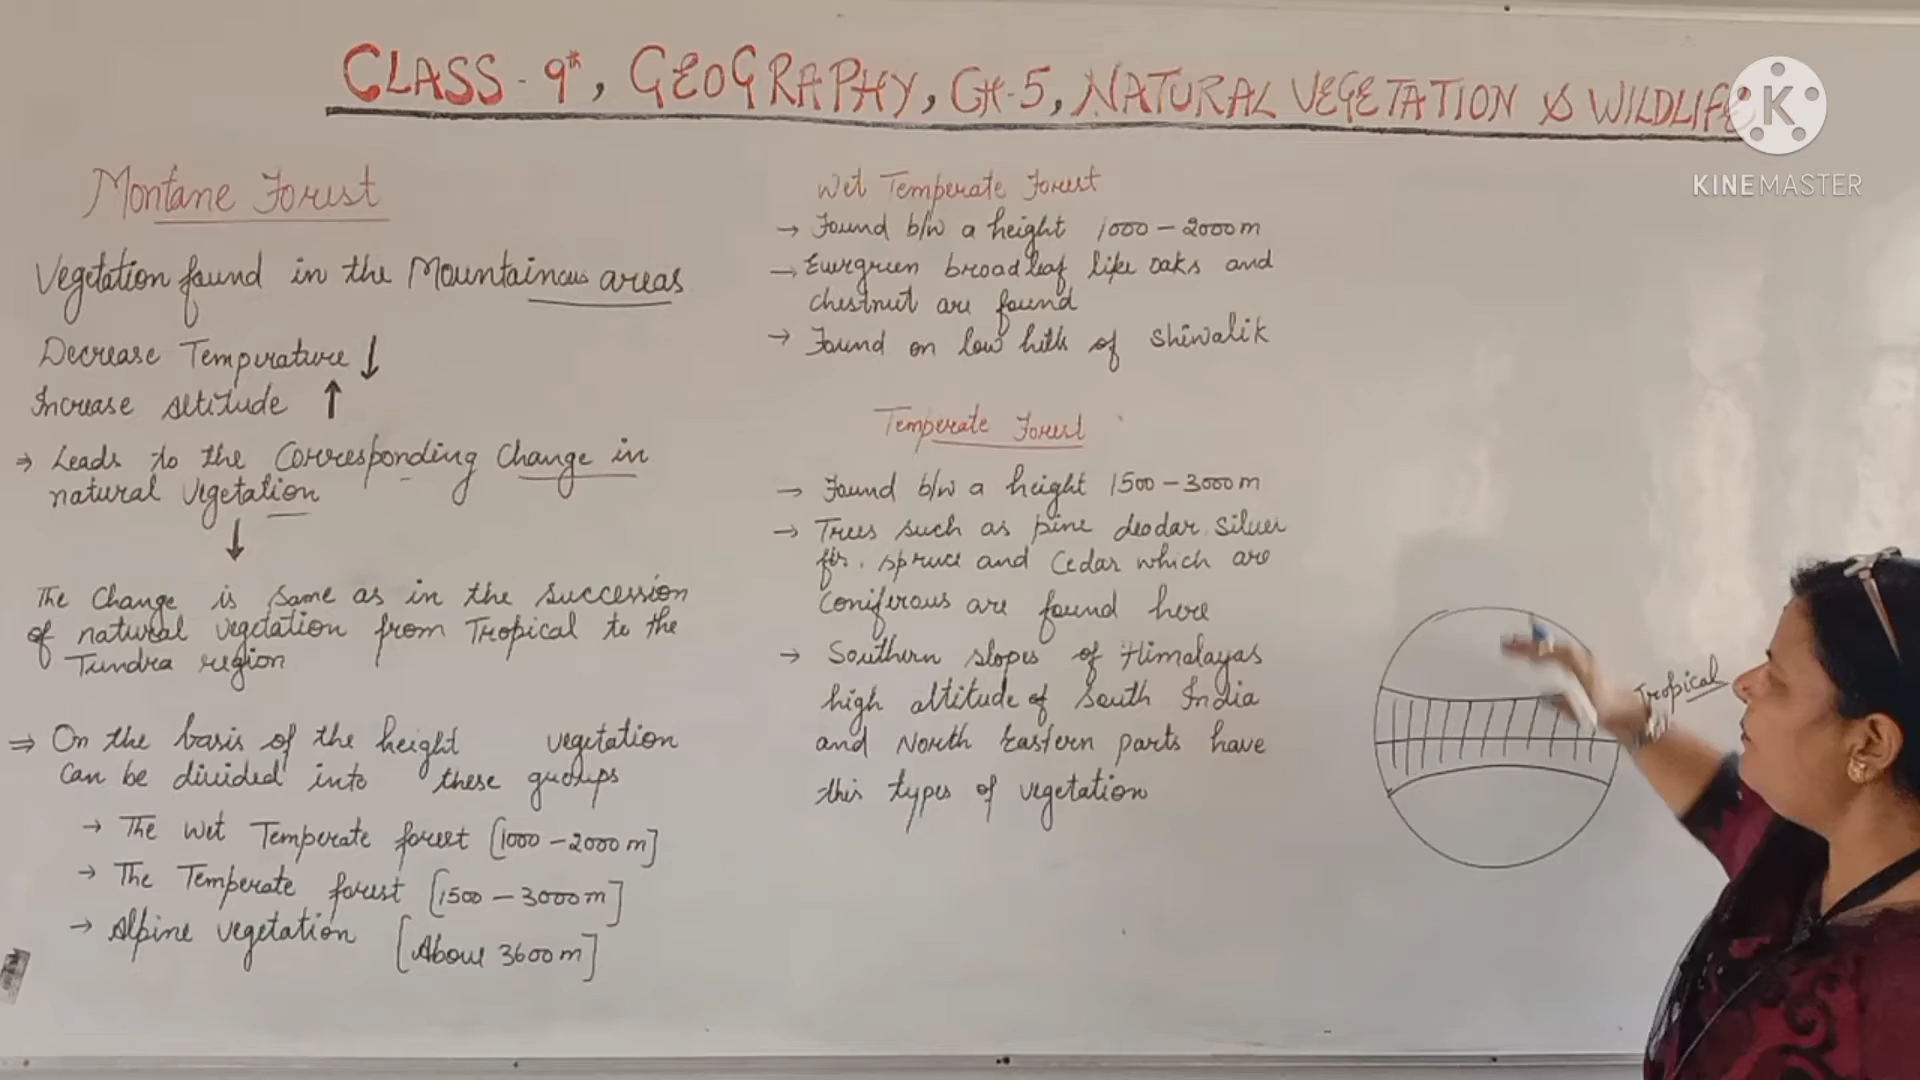 CLASS - 9th, GEOGRAPHY, CH-5, NATURAL VEGETATION & WILDLIFE
K
KINEMASTER
Montane Forest
Vegetation found in the Mountainous areas
Decrease Temperature ↓
Increase Altitude ↑
⇒ Leads to the Corresponding Change in
natural vegetation
↓
The Change is same as in the succession
of natural vegetation from Tropical to the
Tundra region
⇒ On the basis of the height vegetation
can be divided into these groups
→ The Wet Temperate forest [1000 - 2000 m]
→ The Temperate forest [1500 - 3000 m]
→ Alpine vegetation [Above 3600 m]
Wet Temperate Forest
→ Found b/w a height 1000 - 2000 m
→ Evergreen broad leaf like oaks and
chestnut are found
→ Found on low hills of Shiwalik
Temperate Forest
→ Found b/w a height 1500 - 3000 m
→ Trees such as pine deodar silver
fir. spruce and Cedar which are
Coniferous are found here
→ Southern slopes of Himalayas
high altitude of South India
and North Eastern parts have
this types of vegetation
Tropical